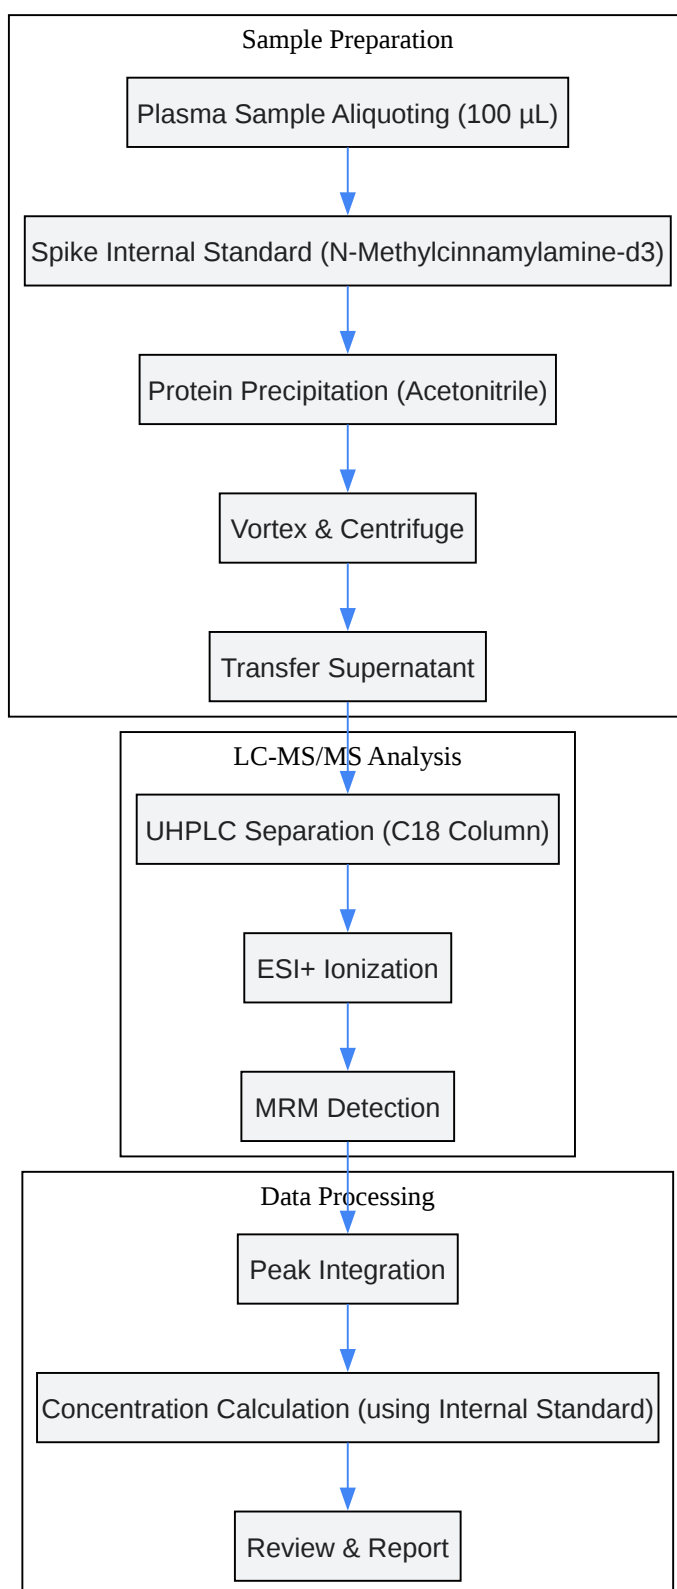 Sample Preparation
Plasma Sample Aliquoting (100 µL)
Spike Internal Standard (N-Methylcinnamylamine-d3)
Protein Precipitation (Acetonitrile)
Vortex & Centrifuge
Transfer Supernatant
LC-MS/MS Analysis
UHPLC Separation (C18 Column)
ESI+ Ionization
MRM Detection
Data Processing
Peak Integration
Concentration Calculation (using Internal Standard)
Review & Report